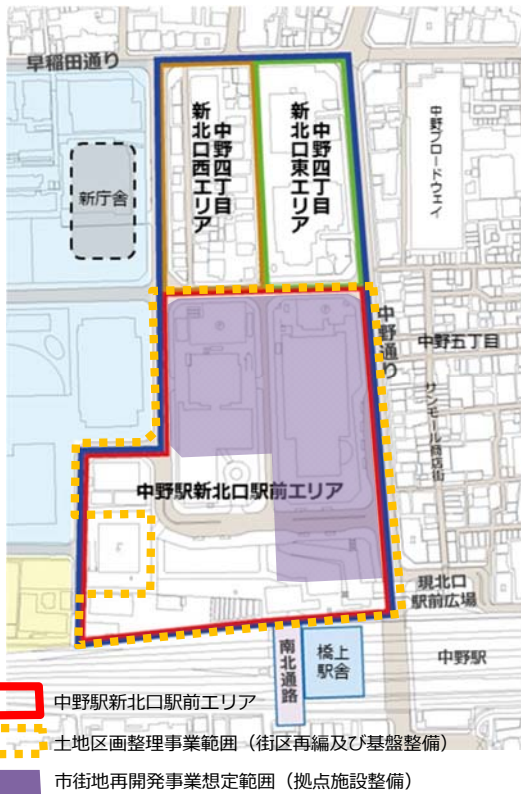 早稲田通り
中野四丁目
新北口西エリア
中野四丁目
新北口東エリア
中野ブロードウェイ
新庁舎
中野通り
中野五丁目
サンモール商店街
中野駅新北口駅前エリア
現北口
駅前広場
南北通路
橋上
駅舎
中野駅
中野駅新北口駅前エリア
土地区画整理事業範囲（街区再編及び基盤整備）
市街地再開発事業想定範囲（拠点施設整備）